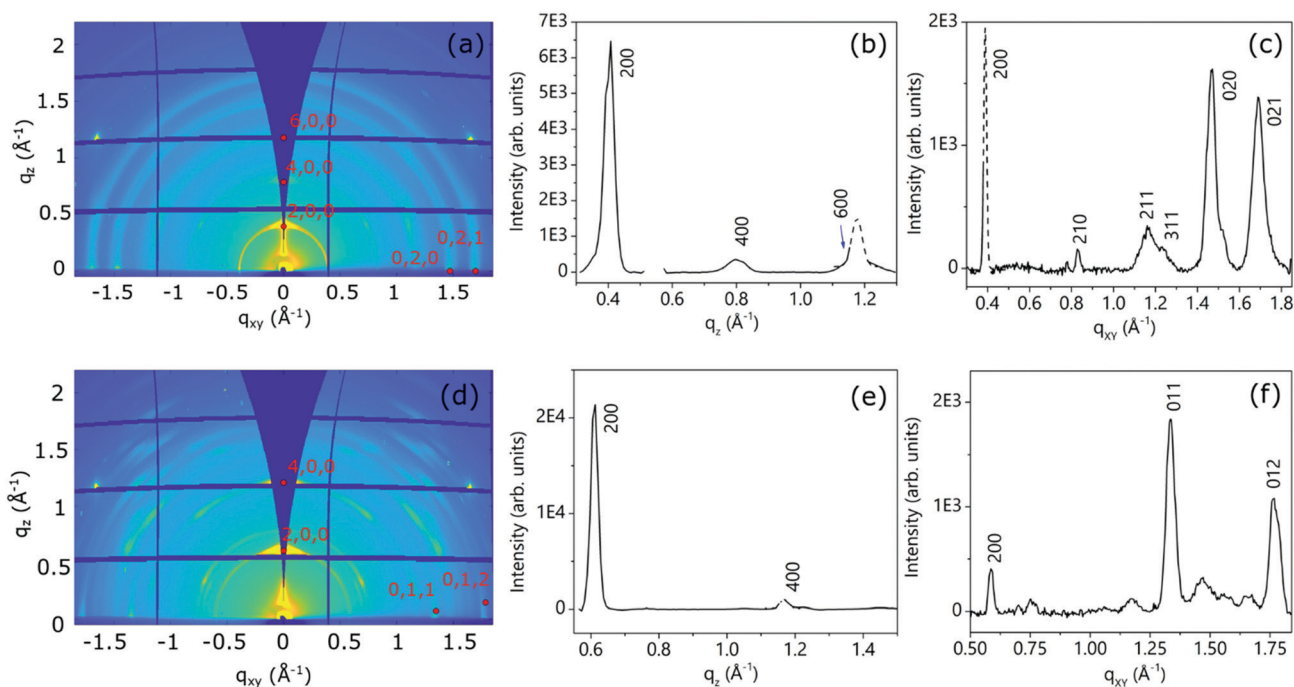 (a)
2
1.5
1
0.5
0
q_z (Å⁻¹)
6,0,0
4,0,0
2,0,0
0,2,1
0,2,0
-1.5 -1 -0.5 0 0.5 1 1.5
q_xy (Å⁻¹)
(b)
7E3
6E3
5E3
4E3
3E3
2E3
1E3
0
Intensity (arb. units)
200
400
600
0.4 0.6 0.8 1.0 1.2
q_z (Å⁻¹)
(c)
2E3
1E3
0
Intensity (arb. units)
200
210
211
311
020
021
0.4 0.6 0.8 1.0 1.2 1.4 1.6 1.8
q_XY (Å⁻¹)
(d)
2
1.5
1
0.5
0
q_z (Å⁻¹)
4,0,0
2,0,0
0,1,2
0,1,1
-1.5 -1 -0.5 0 0.5 1 1.5
q_xy (Å⁻¹)
(e)
2E4
1E4
0
Intensity (arb. units)
200
400
0.6 0.8 1.0 1.2 1.4
q_z (Å⁻¹)
(f)
2E3
1E3
0
Intensity (arb. units)
200
011
012
0.50 0.75 1.00 1.25 1.50 1.75
q_XY (Å⁻¹)